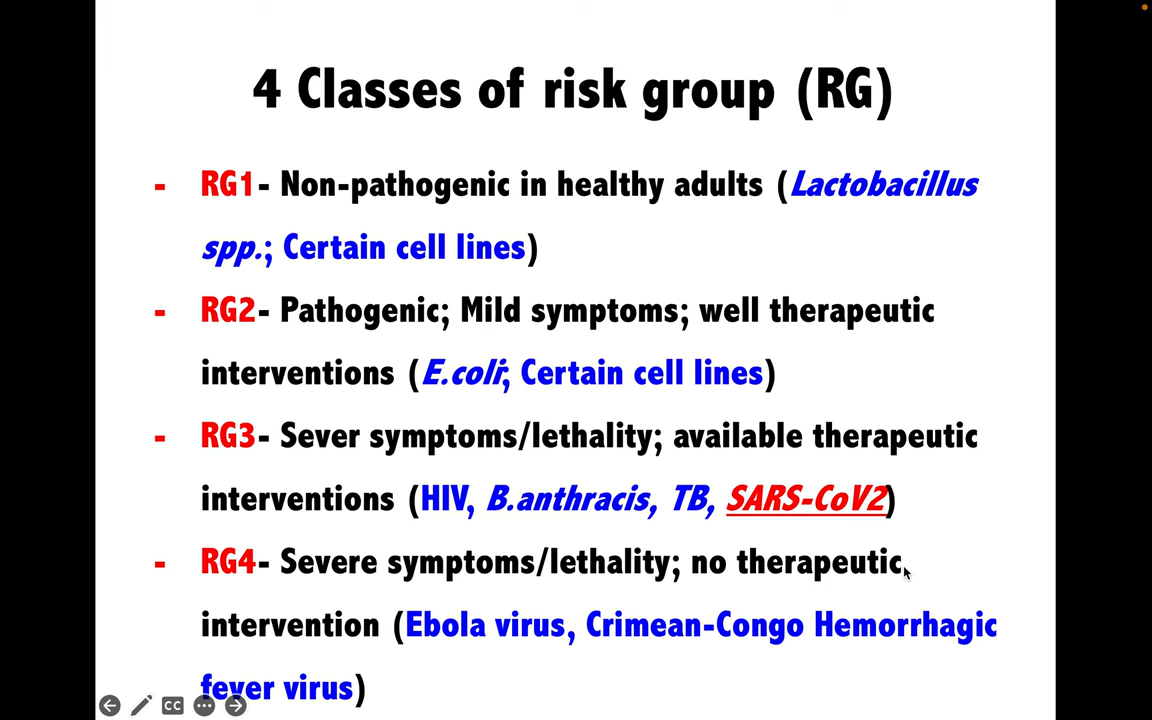 4 Classes of risk group (RG)
- RG1- Non-pathogenic in healthy adults (Lactobacillus
spp.; Certain cell lines)
- RG2- Pathogenic; Mild symptoms; well therapeutic
interventions (E.coli; Certain cell lines)
- RG3- Sever symptoms/lethality; available therapeutic
interventions (HIV, B.anthracis, TB, SARS-CoV2)
- RG4- Severe symptoms/lethality; no therapeutic
intervention (Ebola virus, Crimean-Congo Hemorrhagic
fever virus)
CC